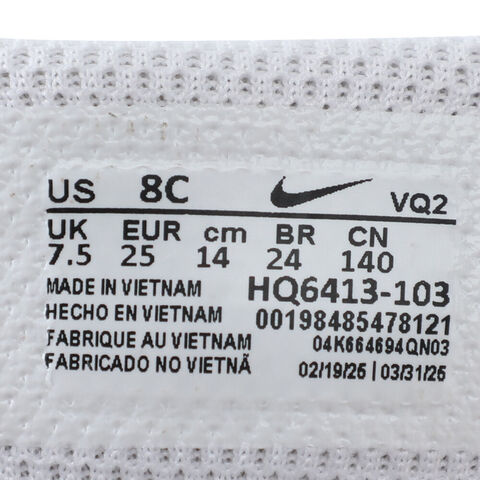 US 8C VQ2
UK EUR cm BR CN
7.5 25 14 24 140
MADE IN VIETNAM HQ6413-103
HECHO EN VIETNAM 00198485478121
FABRIQUE AU VIETNAM 04K664694QN03
FABRICADO NO VIETNÃ 02/19/25 | 03/31/25